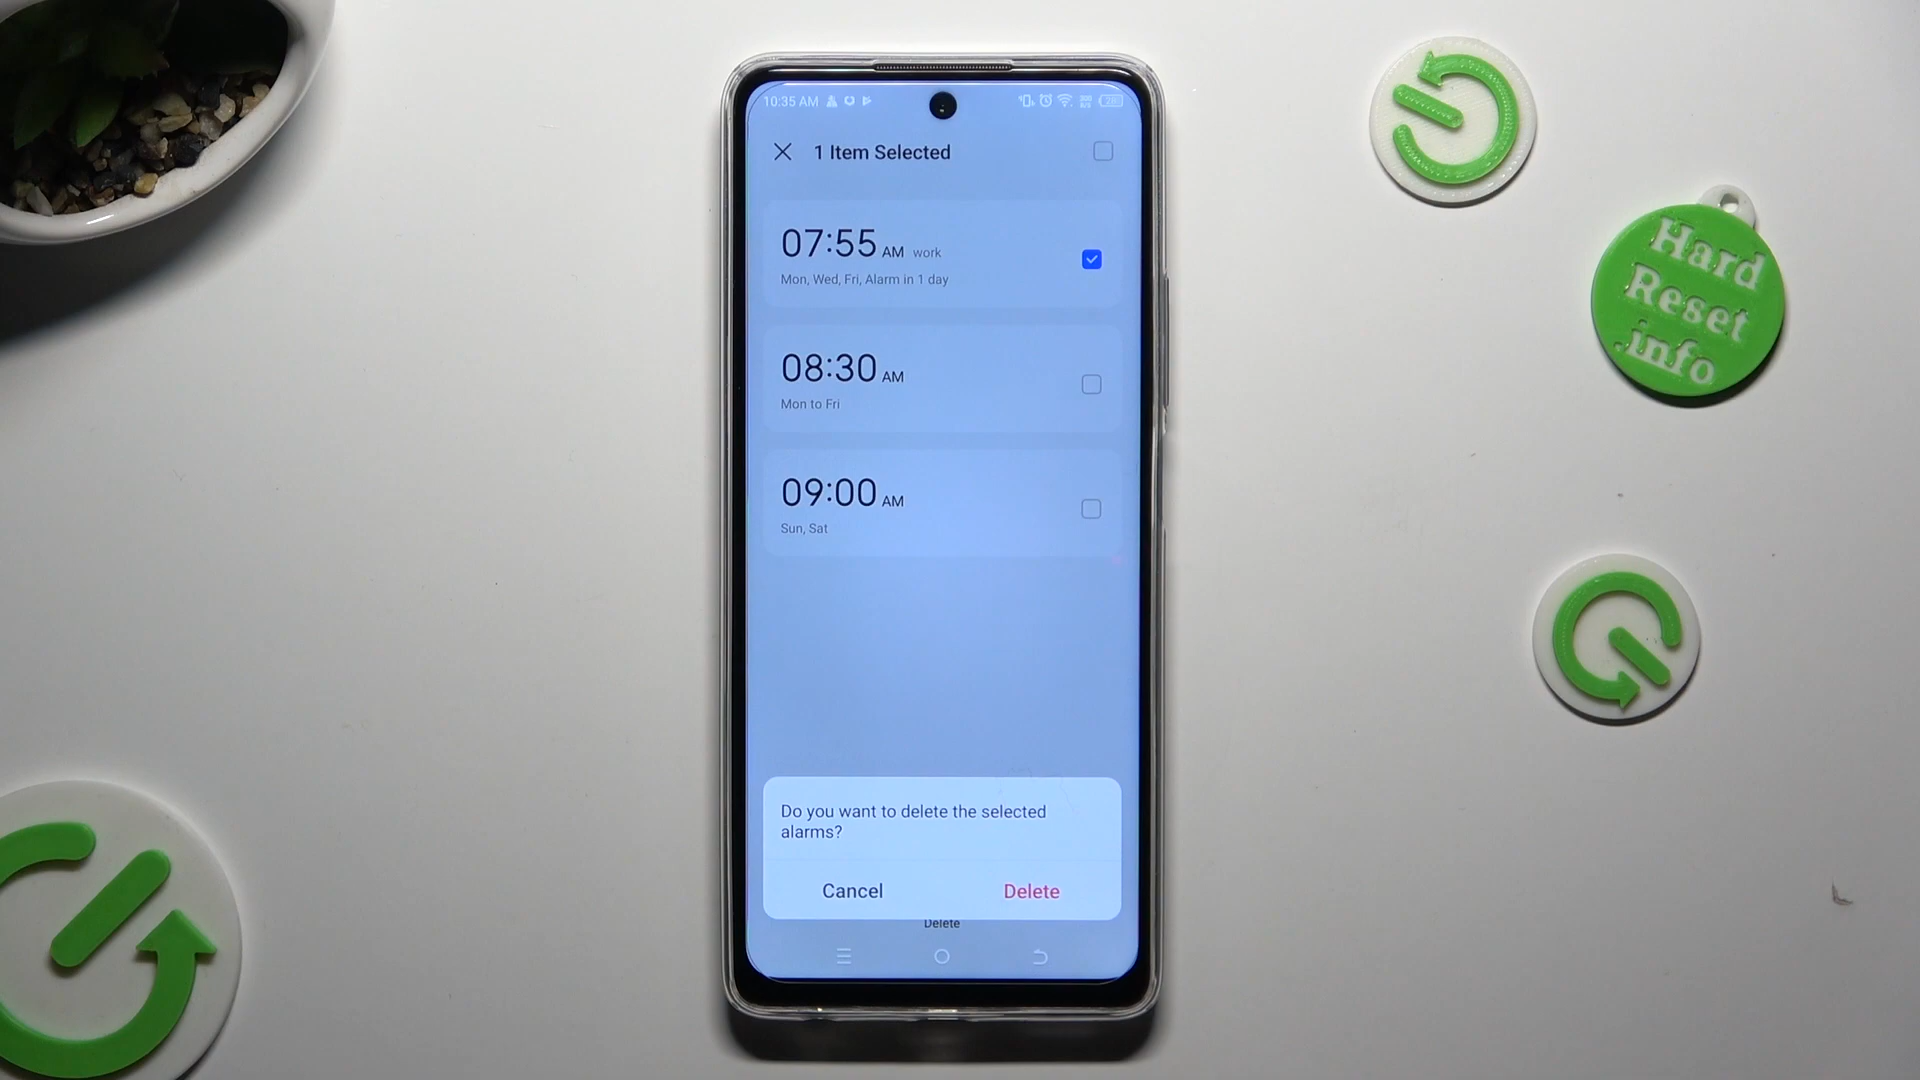 10:35 AM
1 Item Selected
07:55 AM work
Mon, Wed, Fri, Alarm in 1 day
08:30 AM
Mon to Fri
09:00 AM
Sun, Sat
Do you want to delete the selected
alarms?
Cancel Delete
Delete
Hard
Reset
.info